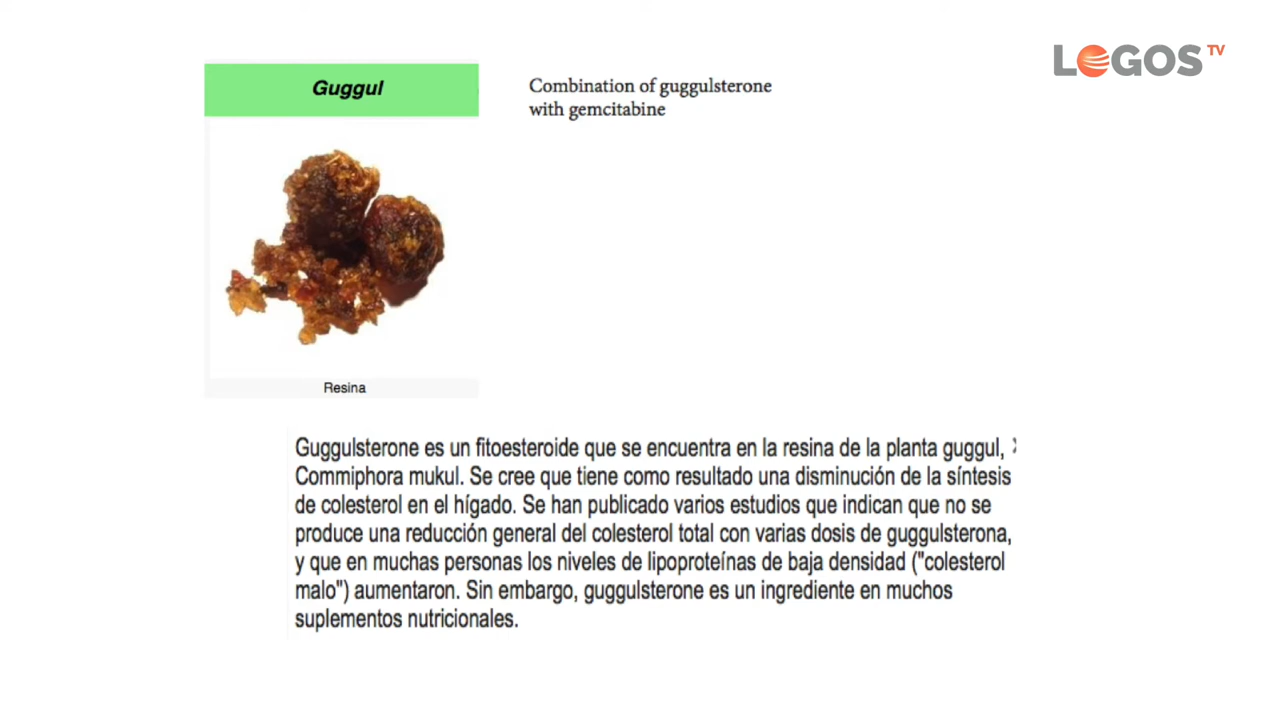 LOGOS TV
Guggul
Combination of guggulsterone
with gemcitabine
Resina
Guggulsterone es un fitoesteroide que se encuentra en la resina de la planta guggul,
Commiphora mukul. Se cree que tiene como resultado una disminución de la síntesis
de colesterol en el hígado. Se han publicado varios estudios que indican que no se
produce una reducción general del colesterol total con varias dosis de guggulsterona,
y que en muchas personas los niveles de lipoproteínas de baja densidad ("colesterol
malo") aumentaron. Sin embargo, guggulsterone es un ingrediente en muchos
suplementos nutricionales.